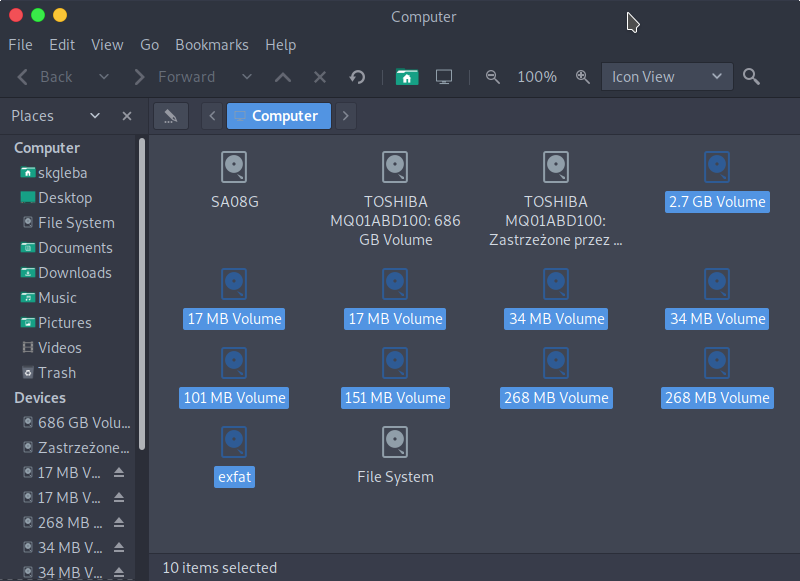 Computer
File Edit View Go Bookmarks Help
Back Forward 100% Icon View
Places
Computer
Computer
skgleba
Desktop
File System
Documents
Downloads
Music
Pictures
Videos
Trash
Devices
686 GB Volu...
Zastrzeżone...
17 MB V...
17 MB V...
268 MB ...
34 MB V...
34 MB V...
SA08G
TOSHIBA
MQ01ABD100: 686
GB Volume
TOSHIBA
MQ01ABD100:
Zastrzeżone przez ...
2.7 GB Volume
17 MB Volume
17 MB Volume
34 MB Volume
34 MB Volume
101 MB Volume
151 MB Volume
268 MB Volume
268 MB Volume
exfat
File System
10 items selected